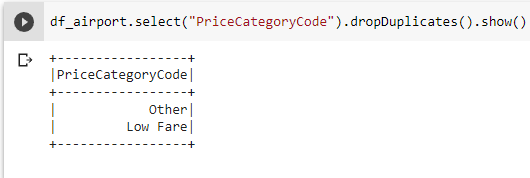 df_airport.select("PriceCategoryCode").dropDuplicates().show()
+-----------------+
|PriceCategoryCode|
+-----------------+
|            Other|
|         Low Fare|
+-----------------+